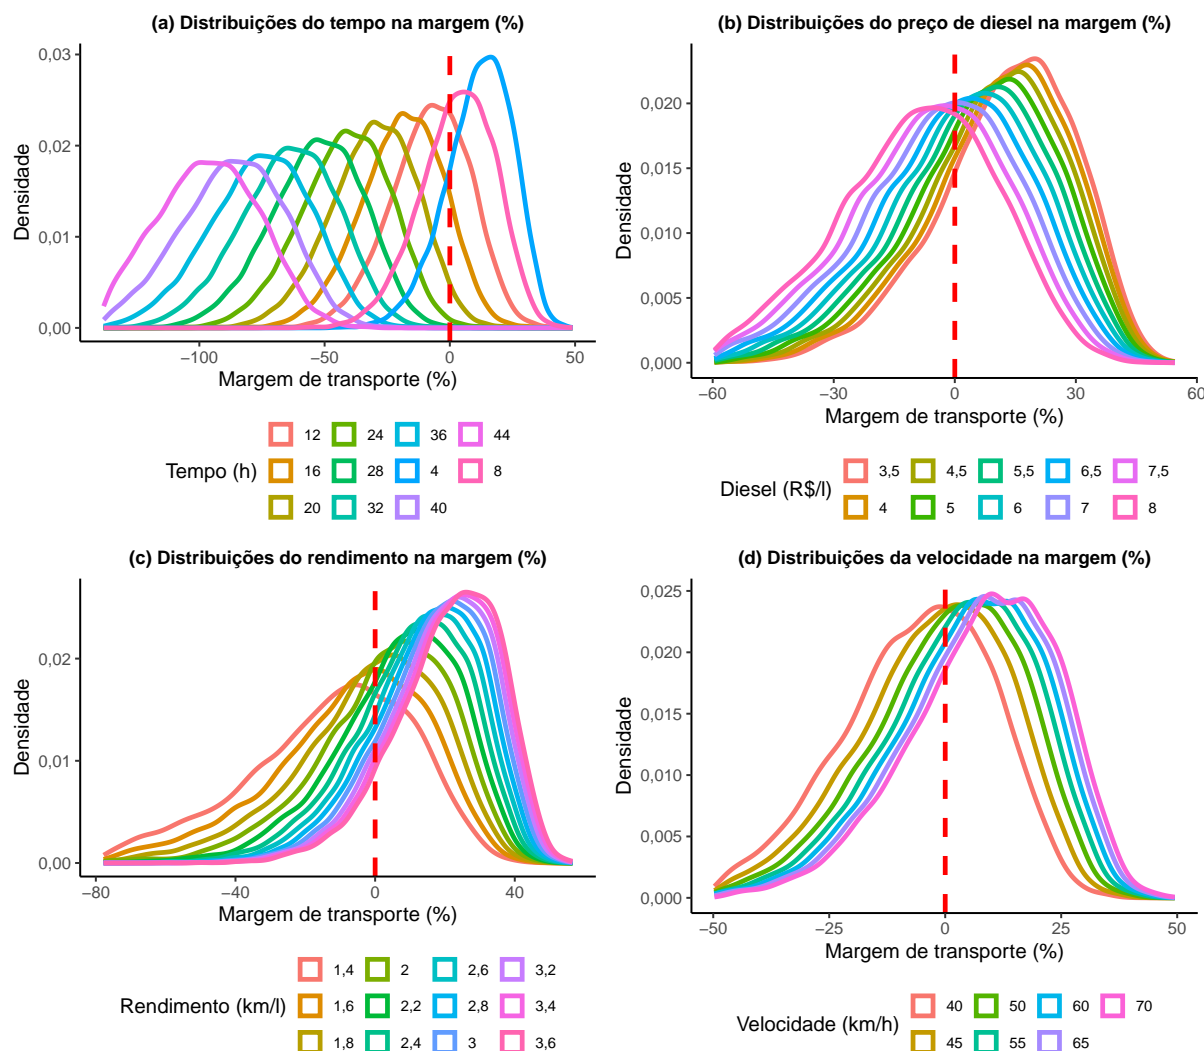 (a) Distribuições do tempo na margem (%)
Densidade
0,03
0,02
0,01
0,00
−100 −50 0 50
Margem de transporte (%)
Tempo (h)
12 24 36 44
16 28 4 8
20 32 40
(b) Distribuições do preço de diesel na margem (%)
Densidade
0,020
0,015
0,010
0,005
0,000
−60 −30 0 30 60
Margem de transporte (%)
Diesel (R$/l)
3,5 4,5 5,5 6,5 7,5
4 5 6 7 8
(c) Distribuições do rendimento na margem (%)
Densidade
0,02
0,01
0,00
−80 −40 0 40
Margem de transporte (%)
Rendimento (km/l)
1,4 2 2,6 3,2
1,6 2,2 2,8 3,4
1,8 2,4 3 3,6
(d) Distribuições da velocidade na margem (%)
Densidade
0,025
0,020
0,015
0,010
0,005
0,000
−50 −25 0 25 50
Margem de transporte (%)
Velocidade (km/h)
40 50 60 70
45 55 65